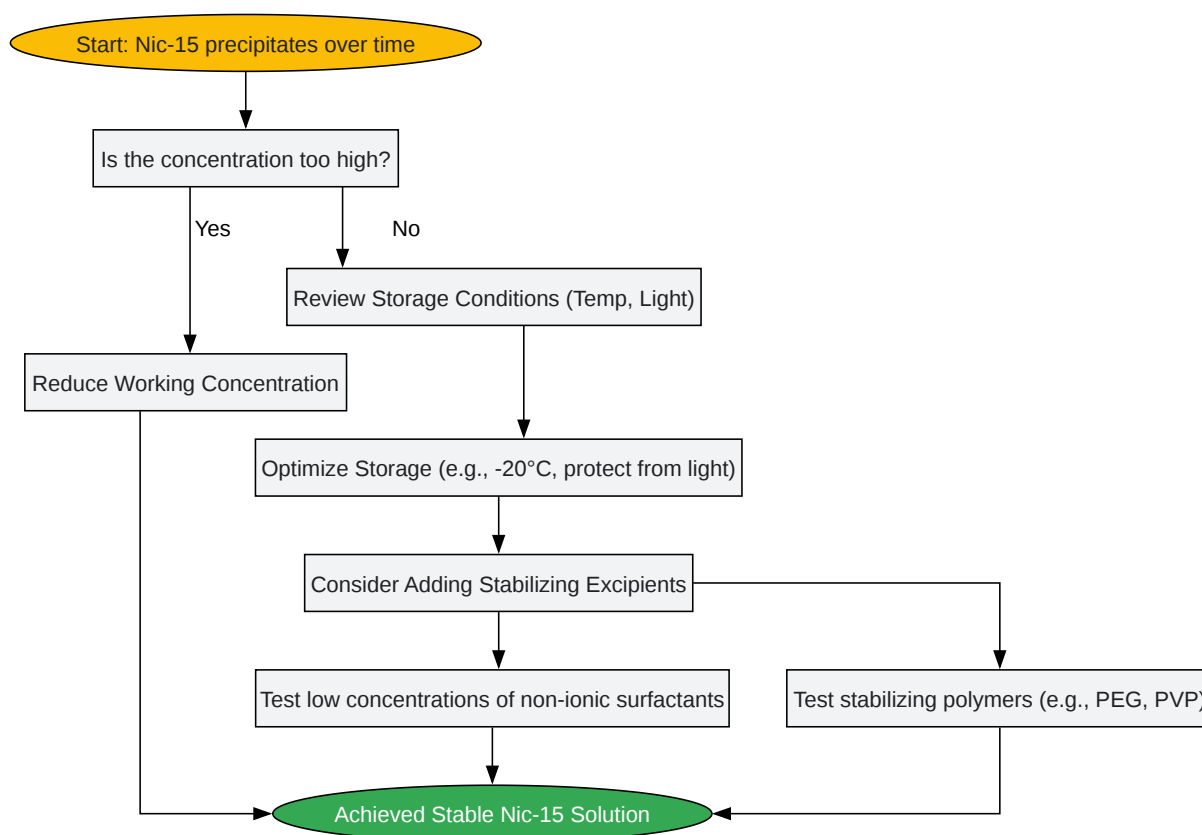 Start: Nic-15 precipitates over time
Is the concentration too high?
Yes
No
Review Storage Conditions (Temp, Light)
Reduce Working Concentration
Optimize Storage (e.g., -20°C, protect from light)
Consider Adding Stabilizing Excipients
Test low concentrations of non-ionic surfactants
Test stabilizing polymers (e.g., PEG, PVP)
Achieved Stable Nic-15 Solution